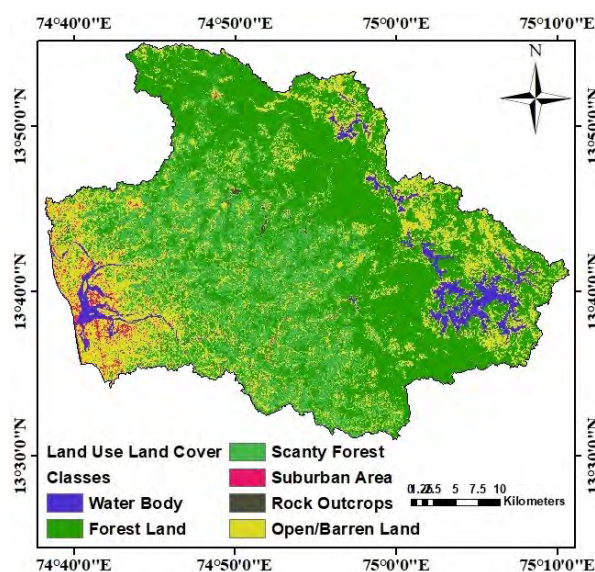 74°40'0"E 74°50'0"E 75°0'0"E 75°10'0"E
N
13°50'0"N 13°50'0"N
13°40'0"N 13°40'0"N
13°30'0"N 13°30'0"N
Land Use Land Cover
Classes
Water Body
Forest Land
Scanty Forest
Suburban Area
Rock Outcrops
Open/Barren Land
5 7.5 10
Kilometers
74°40'0"E 74°50'0"E 75°0'0"E 75°10'0"E